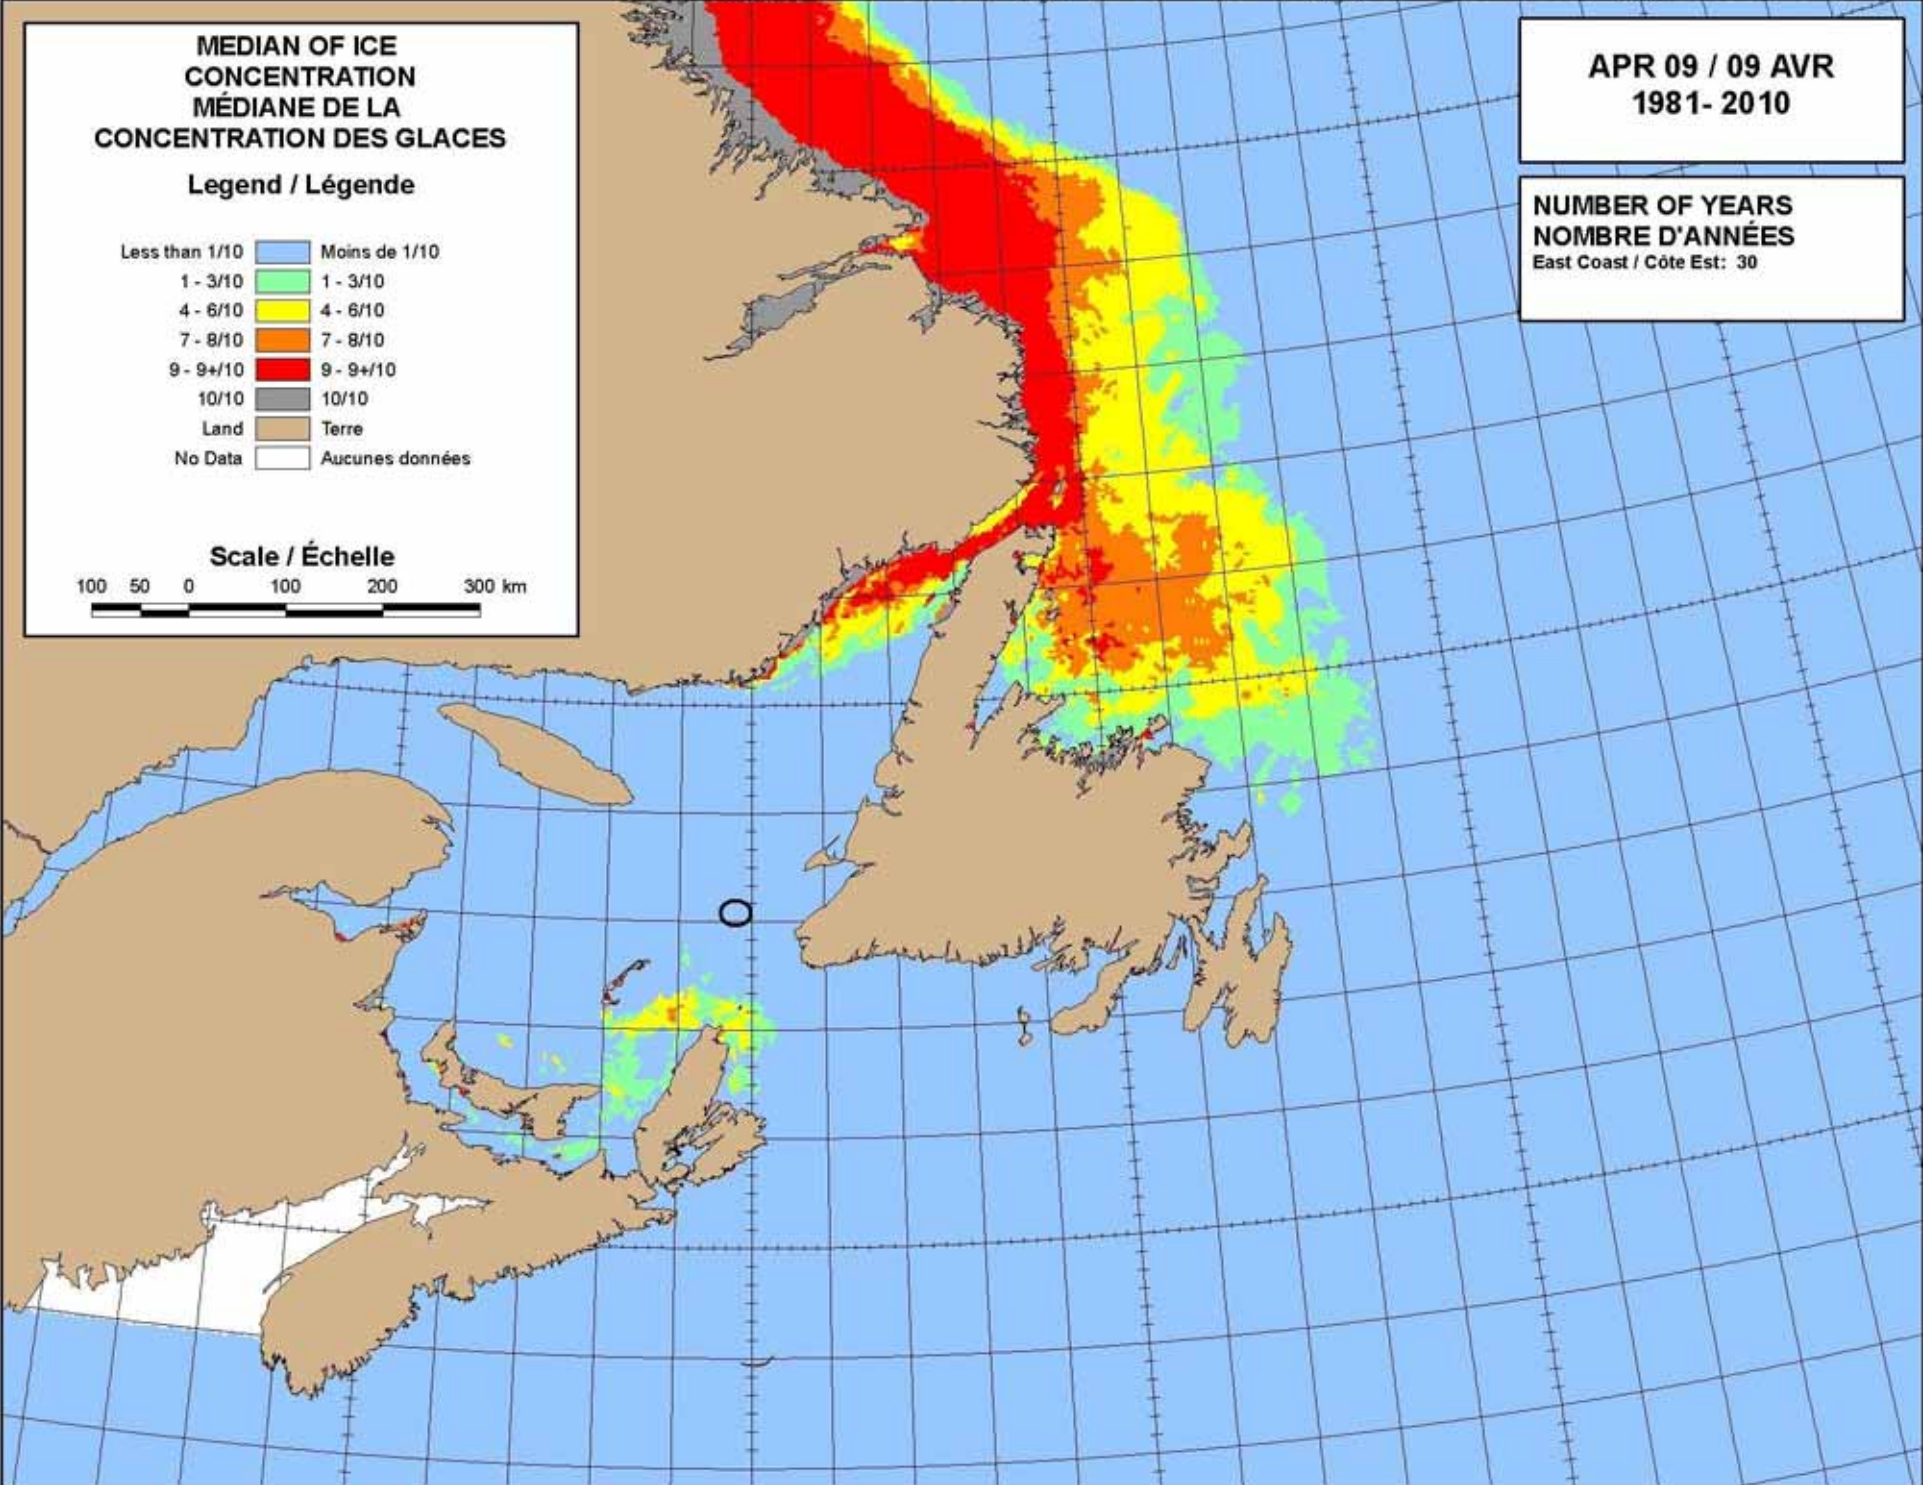 MEDIAN OF ICE
CONCENTRATION
MÉDIANE DE LA
CONCENTRATION DES GLACES
Legend / Légende
Less than 1/10 Moins de 1/10
1 - 3/10 1 - 3/10
4 - 6/10 4 - 6/10
7 - 8/10 7 - 8/10
9 - 9+/10 9 - 9+/10
10/10 10/10
Land Terre
No Data Aucunes données
Scale / Échelle
100 50 0 100 200 300 km
APR 09 / 09 AVR
1981- 2010
NUMBER OF YEARS
NOMBRE D'ANNÉES
East Coast / Côte Est: 30